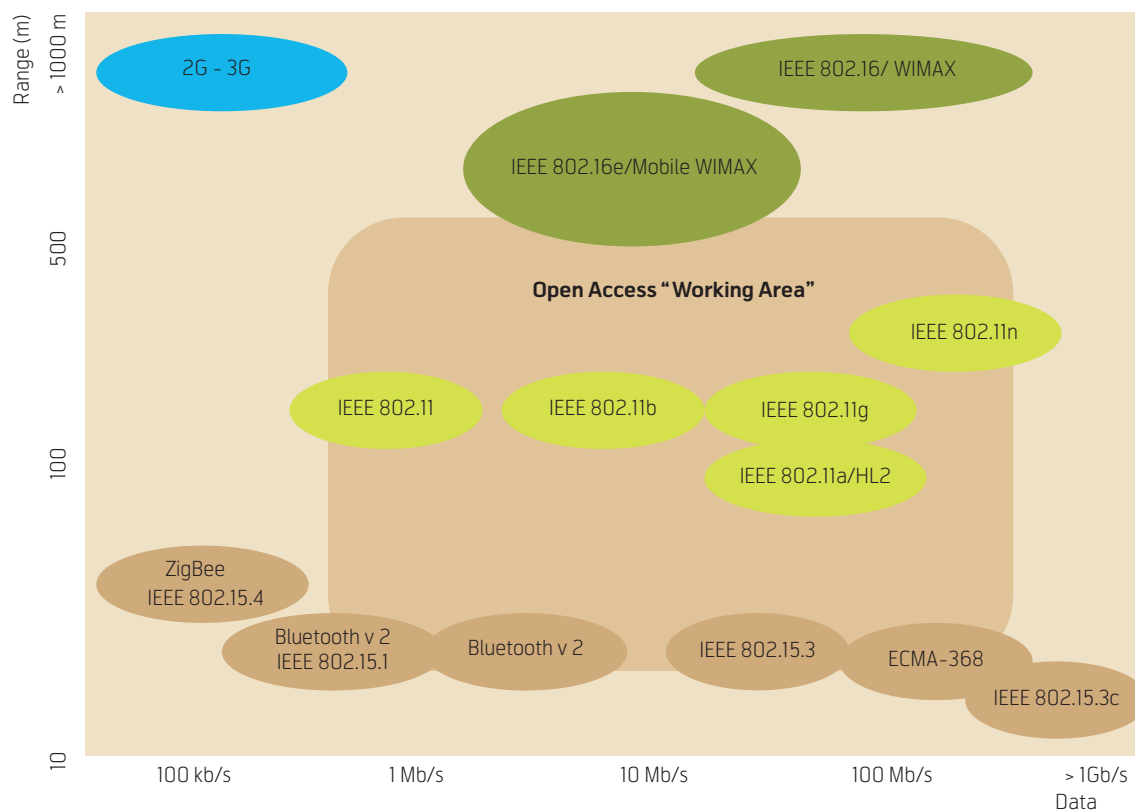 Range (m)
> 1000 m
500
100
10
2G - 3G
IEEE 802.16/ WIMAX
IEEE 802.16e/Mobile WIMAX
Open Access “Working Area”
IEEE 802.11n
IEEE 802.11
IEEE 802.11b
IEEE 802.11g
IEEE 802.11a/HL2
ZigBee
IEEE 802.15.4
Bluetooth v 2
IEEE 802.15.1
Bluetooth v 2
IEEE 802.15.3
ECMA-368
IEEE 802.15.3c
100 kb/s
1 Mb/s
10 Mb/s
100 Mb/s
> 1Gb/s
Data